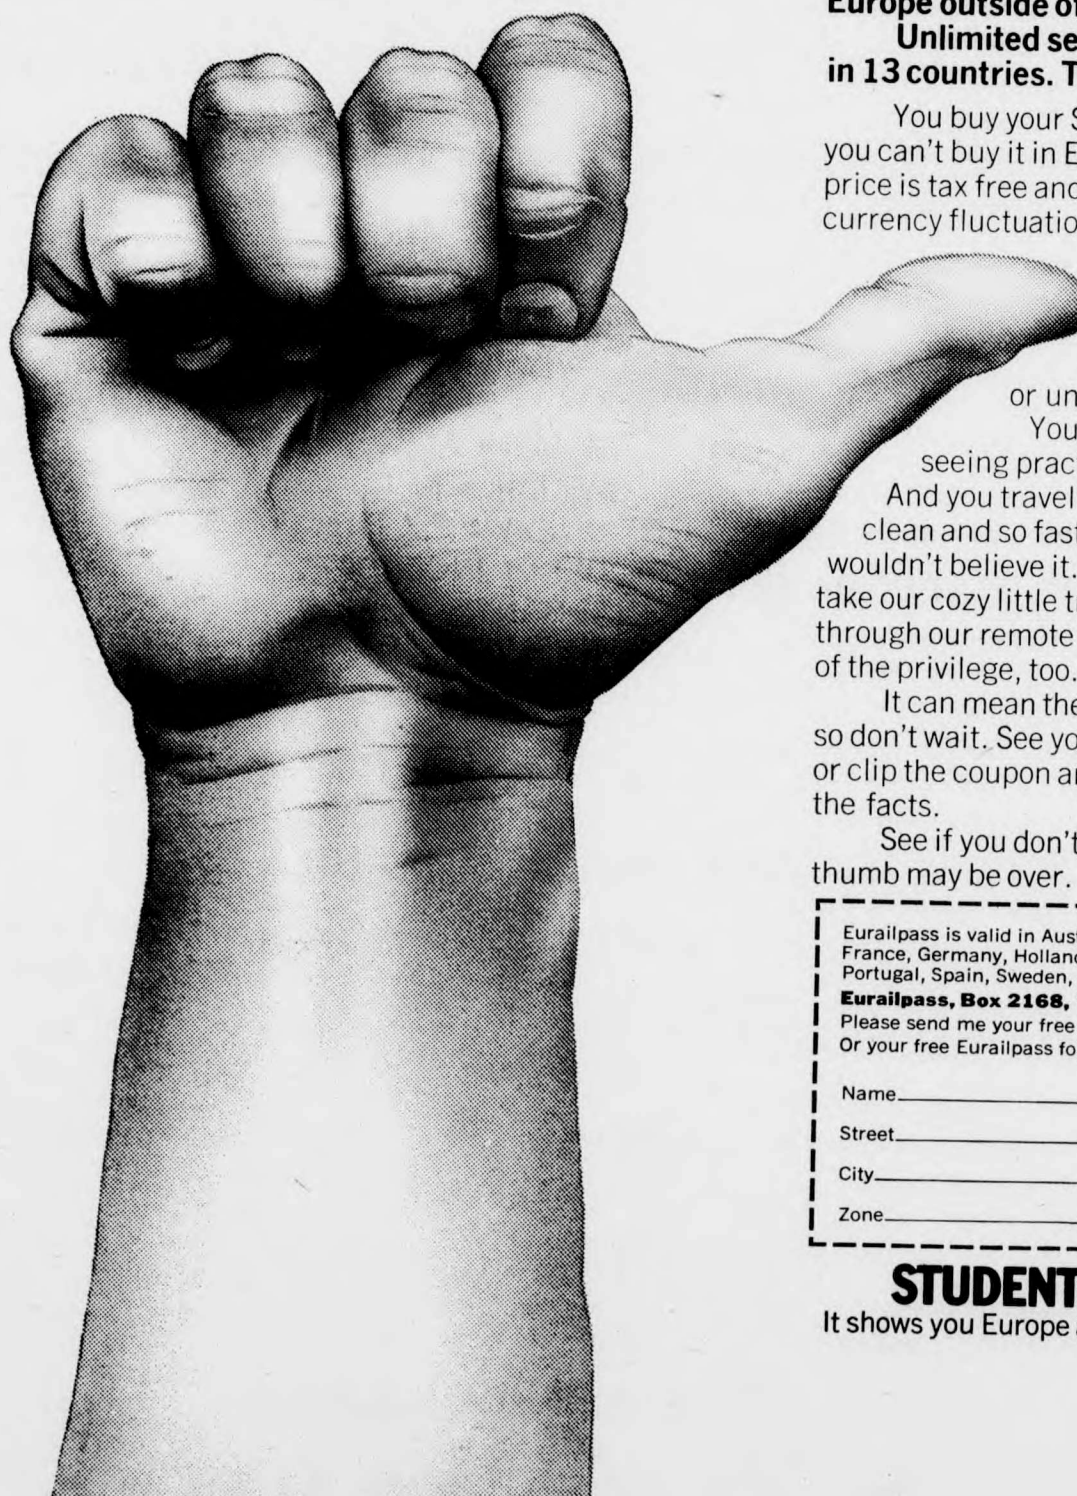 Europe outside of
Unlimited se
in 13 countries. T
You buy your S
you can't buy it in E
price is tax free and
currency fluctuatio
or un
You
seeing prac
And you travel
clean and so fast
wouldn't believe it.
take our cozy little t
through our remote
of the privilege, too.
It can mean the
so don't wait. See yo
or clip the coupon a
the facts.
See if you don't
thumb may be over.
Eurailpass is valid in Aus
France, Germany, Holland
Portugal, Spain, Sweden,
Eurailpass, Box 2168,
Please send me your free
Or your free Eurailpass fo
Name
Street
City
Zone
STUDENT
It shows you Europe